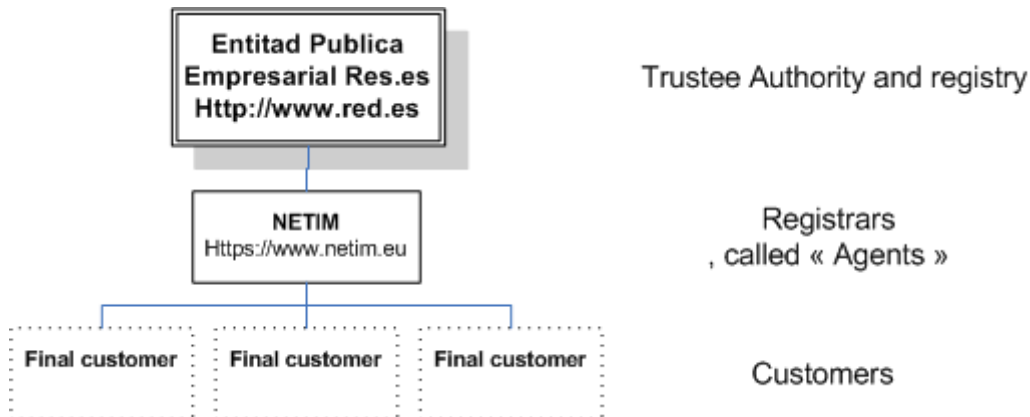 Entitad Publica
Empresarial Res.es
Http://www.red.es
Trustee Authority and registry
NETIM
Https://www.netim.eu
Registrars
, called « Agents »
Final customer
Final customer
Final customer
Customers